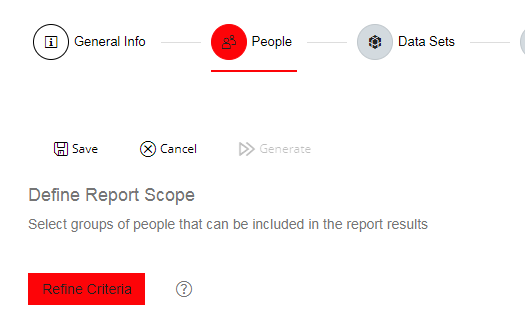 General Info People Data Sets
Save Cancel Generate
Define Report Scope
Select groups of people that can be included in the report results
Refine Criteria ?